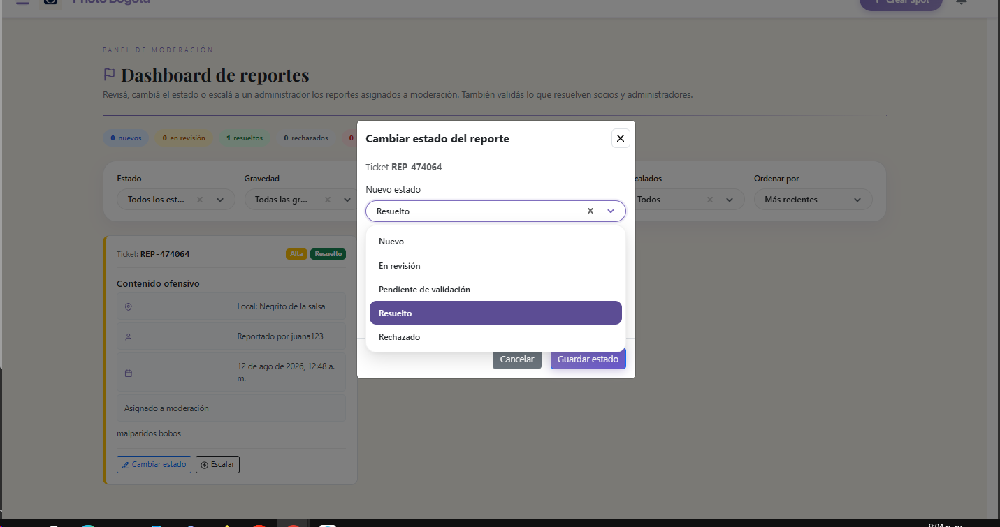 Photo Bogotá
Crear Spot
PANEL DE MODERACIÓN
Dashboard de reportes
Revisá, cambiá el estado o escalá a un administrador los reportes asignados a moderación. También validás lo que resuelven socios y administradores.
0 nuevos 0 en revisión 1 resueltos 0 rechazados 0
Estado Gravedad calados Ordenar por
Todos los est... Todas las gr... Todos Más recientes
Cambiar estado del reporte
Ticket REP-474064
Nuevo estado
Resuelto
Nuevo
En revisión
Pendiente de validación
Resuelto
Rechazado
Cancelar Guardar estado
Ticket: REP-474064 Alta Resuelto
Contenido ofensivo
Local: Negrito de la salsa
Reportado por juana123
12 de ago de 2026, 12:48 a.
m.
Asignado a moderación
malparidos bobos
Cambiar estado Escalar
9:04 p. m.